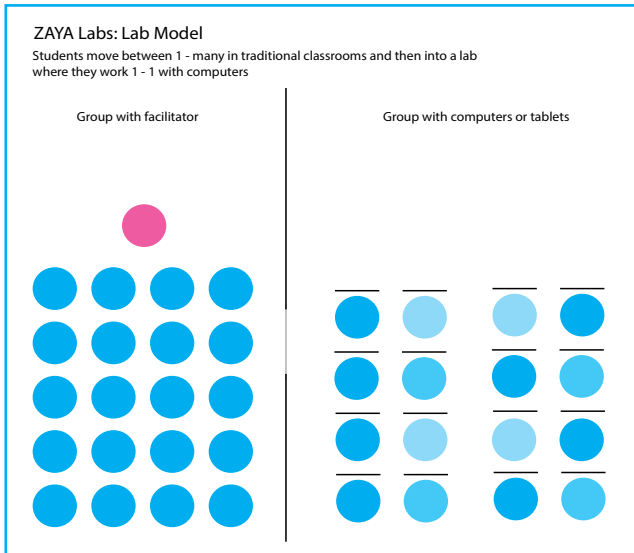 ZAYA Labs: Lab Model
Students move between 1 - many in traditional classrooms and then into a lab
where they work 1 - 1 with computers
Group with facilitator
Group with computers or tablets